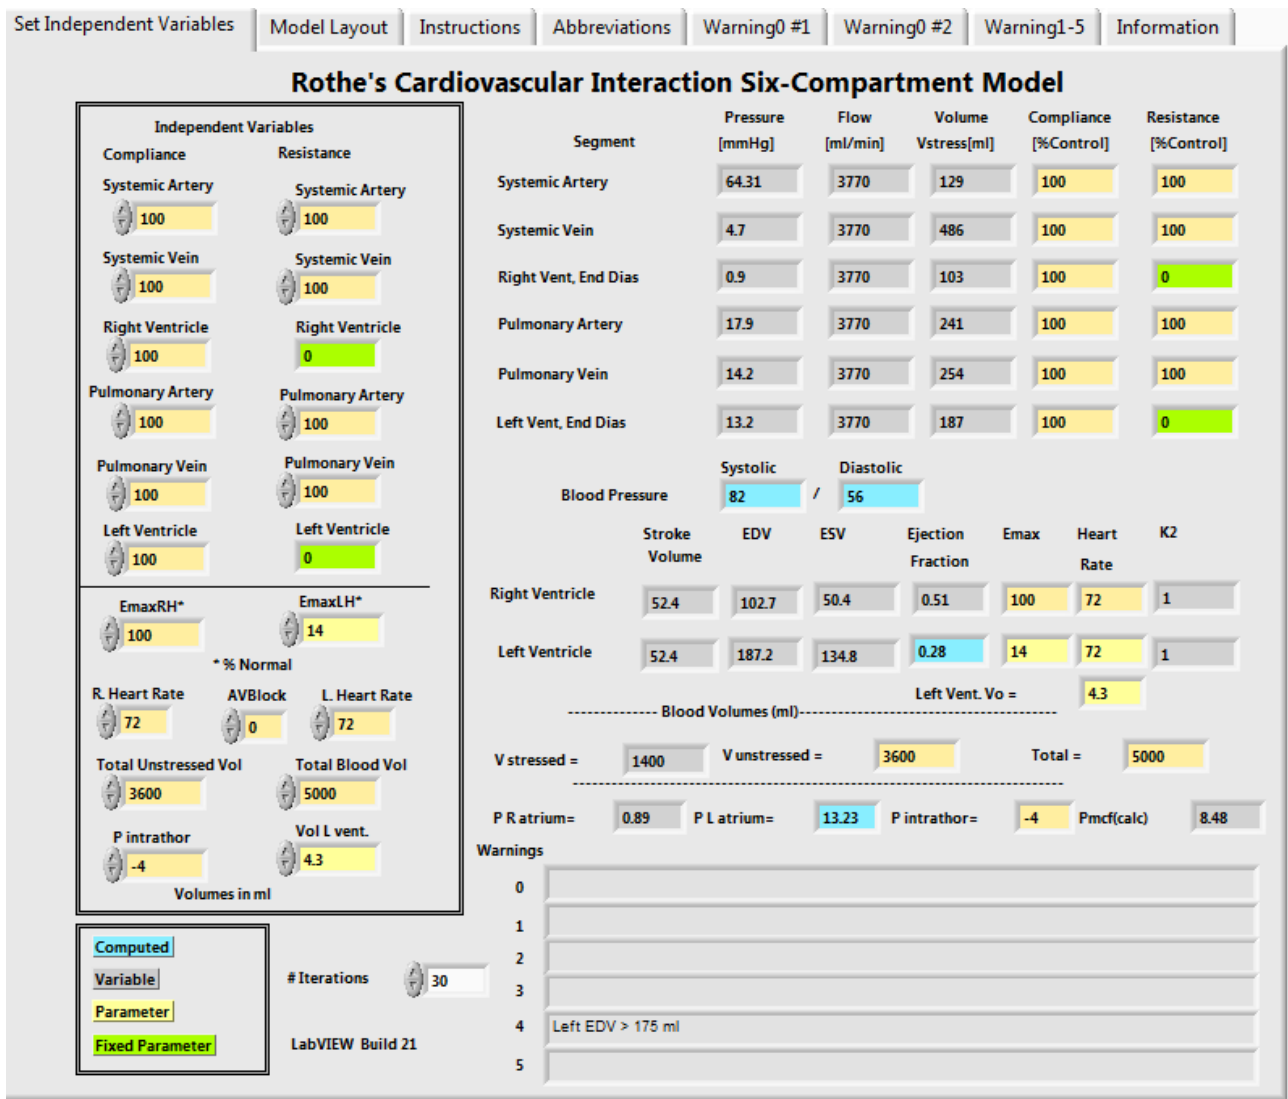 Set Independent Variables Model Layout Instructions Abbreviations Warning0 #1 Warning0 #2 Warning1-5 Information
Rothe's Cardiovascular Interaction Six-Compartment Model
Independent Variables
Compliance Resistance
Systemic Artery Systemic Artery
100 100
Systemic Vein Systemic Vein
100 100
Right Ventricle Right Ventricle
100 0
Pulmonary Artery Pulmonary Artery
100 100
Pulmonary Vein Pulmonary Vein
100 100
Left Ventricle Left Ventricle
100 0
EmaxRH* EmaxLH*
100 14
* % Normal
R. Heart Rate AVBlock L. Heart Rate
72 0 72
Total Unstressed Vol Total Blood Vol
3600 5000
P intrathor Vol L vent.
-4 4.3
Volumes in ml
Computed
Variable
Parameter
Fixed Parameter
# Iterations 30
LabVIEW Build 21
Pressure Flow Volume Compliance Resistance
Segment [mmHg] [ml/min] Vstress[ml] [%Control] [%Control]
Systemic Artery 64.31 3770 129 100 100
Systemic Vein 4.7 3770 486 100 100
Right Vent, End Dias 0.9 3770 103 100 0
Pulmonary Artery 17.9 3770 241 100 100
Pulmonary Vein 14.2 3770 254 100 100
Left Vent, End Dias 13.2 3770 187 100 0
Systolic Diastolic
Blood Pressure 82 / 56
Stroke EDV ESV Ejection Emax Heart K2
Volume Fraction Rate
Right Ventricle 52.4 102.7 50.4 0.51 100 72 1
Left Ventricle 52.4 187.2 134.8 0.28 14 72 1
Left Vent. Vo = 4.3
-------------- Blood Volumes (ml)----------------------------------------
V stressed = 1400 V unstressed = 3600 Total = 5000
P R atrium= 0.89 P L atrium= 13.23 P intrathor= -4 Pmcf(calc) 8.48
Warnings
0
1
2
3
4 Left EDV > 175 ml
5